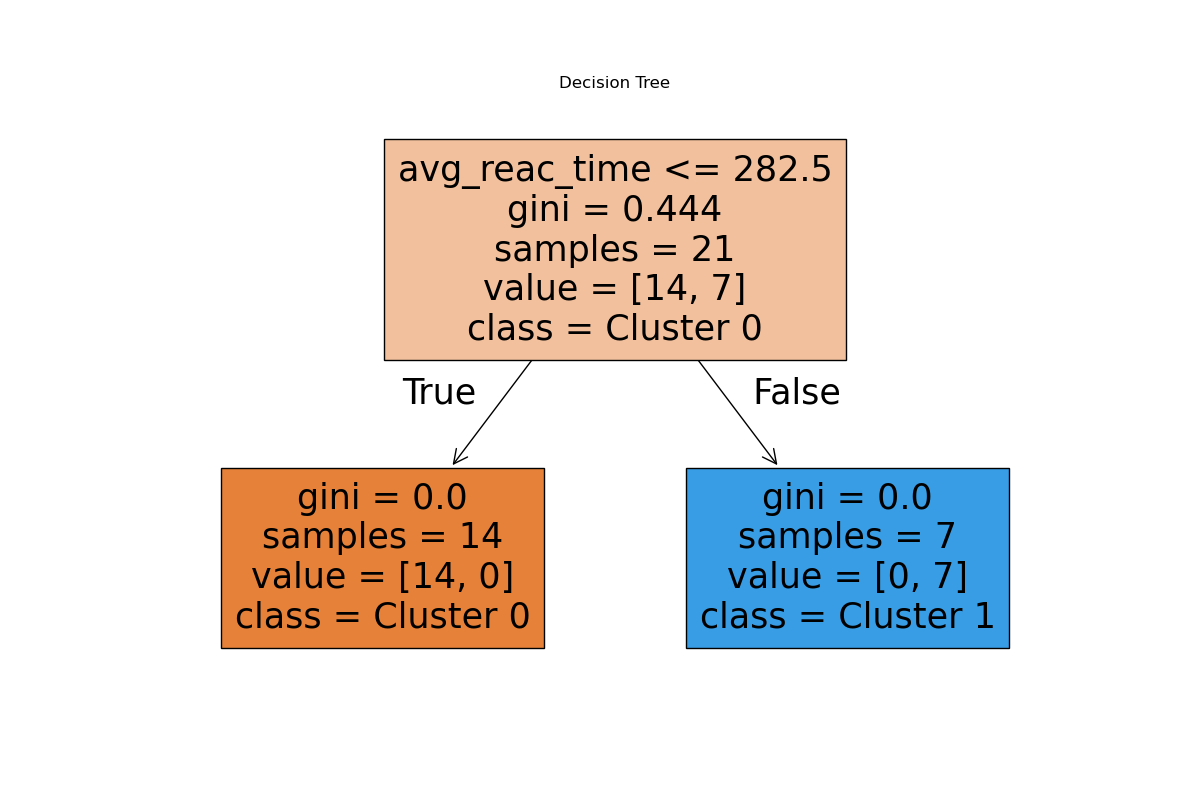 Decision Tree
avg_reac_time <= 282.5
gini = 0.444
samples = 21
value = [14, 7]
class = Cluster 0
True
False
gini = 0.0
samples = 14
value = [14, 0]
class = Cluster 0
gini = 0.0
samples = 7
value = [0, 7]
class = Cluster 1